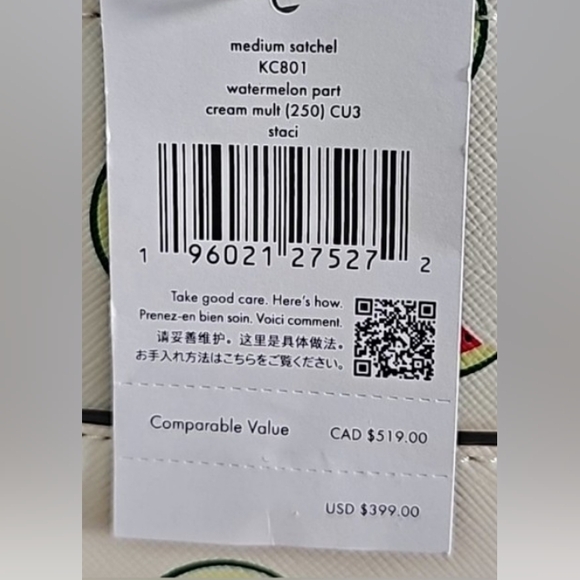 medium satchel
KC801
watermelon part
cream mult (250) CU3
staci
1 96021 27527 2
Take good care. Here's how.
Prenez-en bien soin. Voici comment.
请妥善维护。这里是具体做法。
お手入れ方法はこちらをご覧ください。
Comparable Value CAD $519.00
USD $399.00